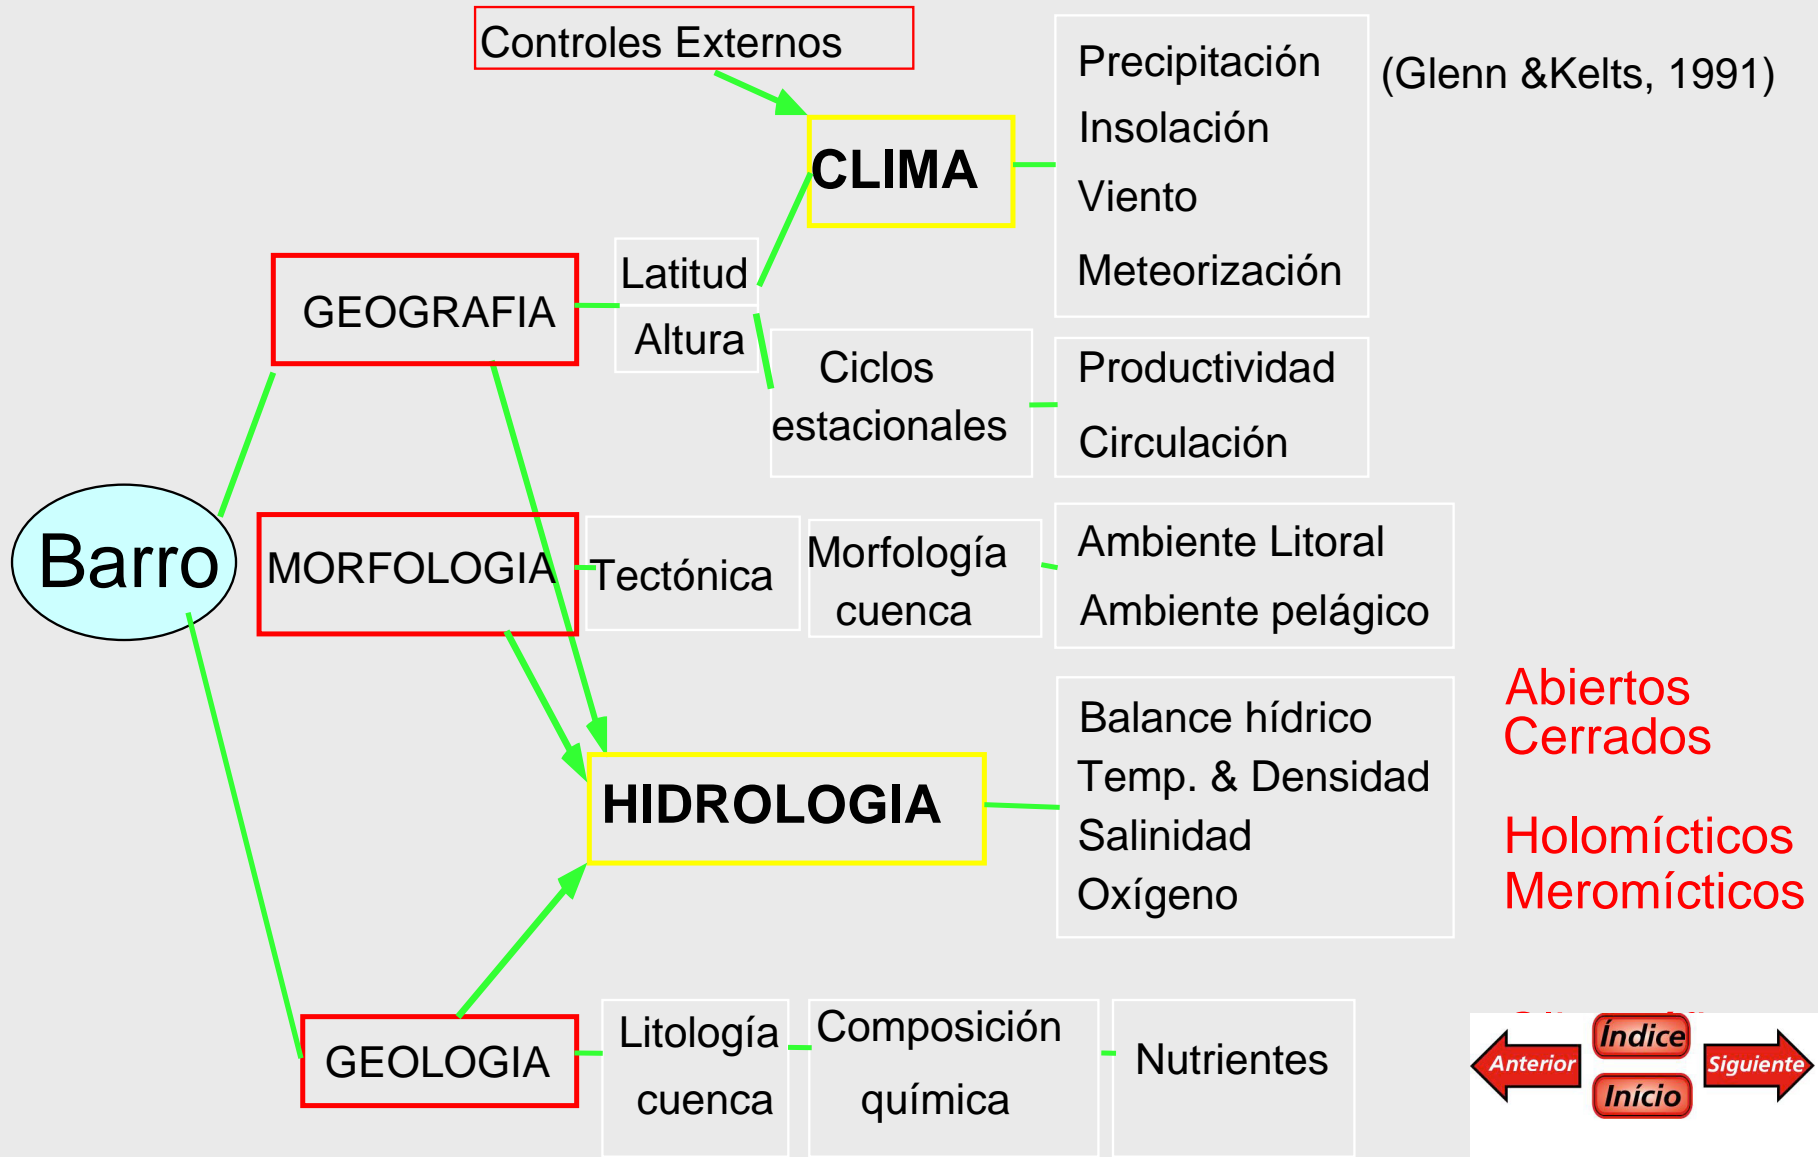 Controles Externos
Precipitación
(Glenn &Kelts, 1991)
Insolación
CLIMA
Viento
Meteorización
Latitud
GEOGRAFIA
Altura
Ciclos
estacionales
Productividad
Circulación
Barro
MORFOLOGIA
Tectónica
Morfología
cuenca
Ambiente Litoral
Ambiente pelágico
Abiertos
Cerrados
Balance hídrico
Temp. & Densidad
HIDROLOGIA
Salinidad
Oxígeno
Holomícticos
Meromícticos
GEOLOGIA
Litología
cuenca
Composición
química
Nutrientes
Anterior
Índice
Siguiente
Início